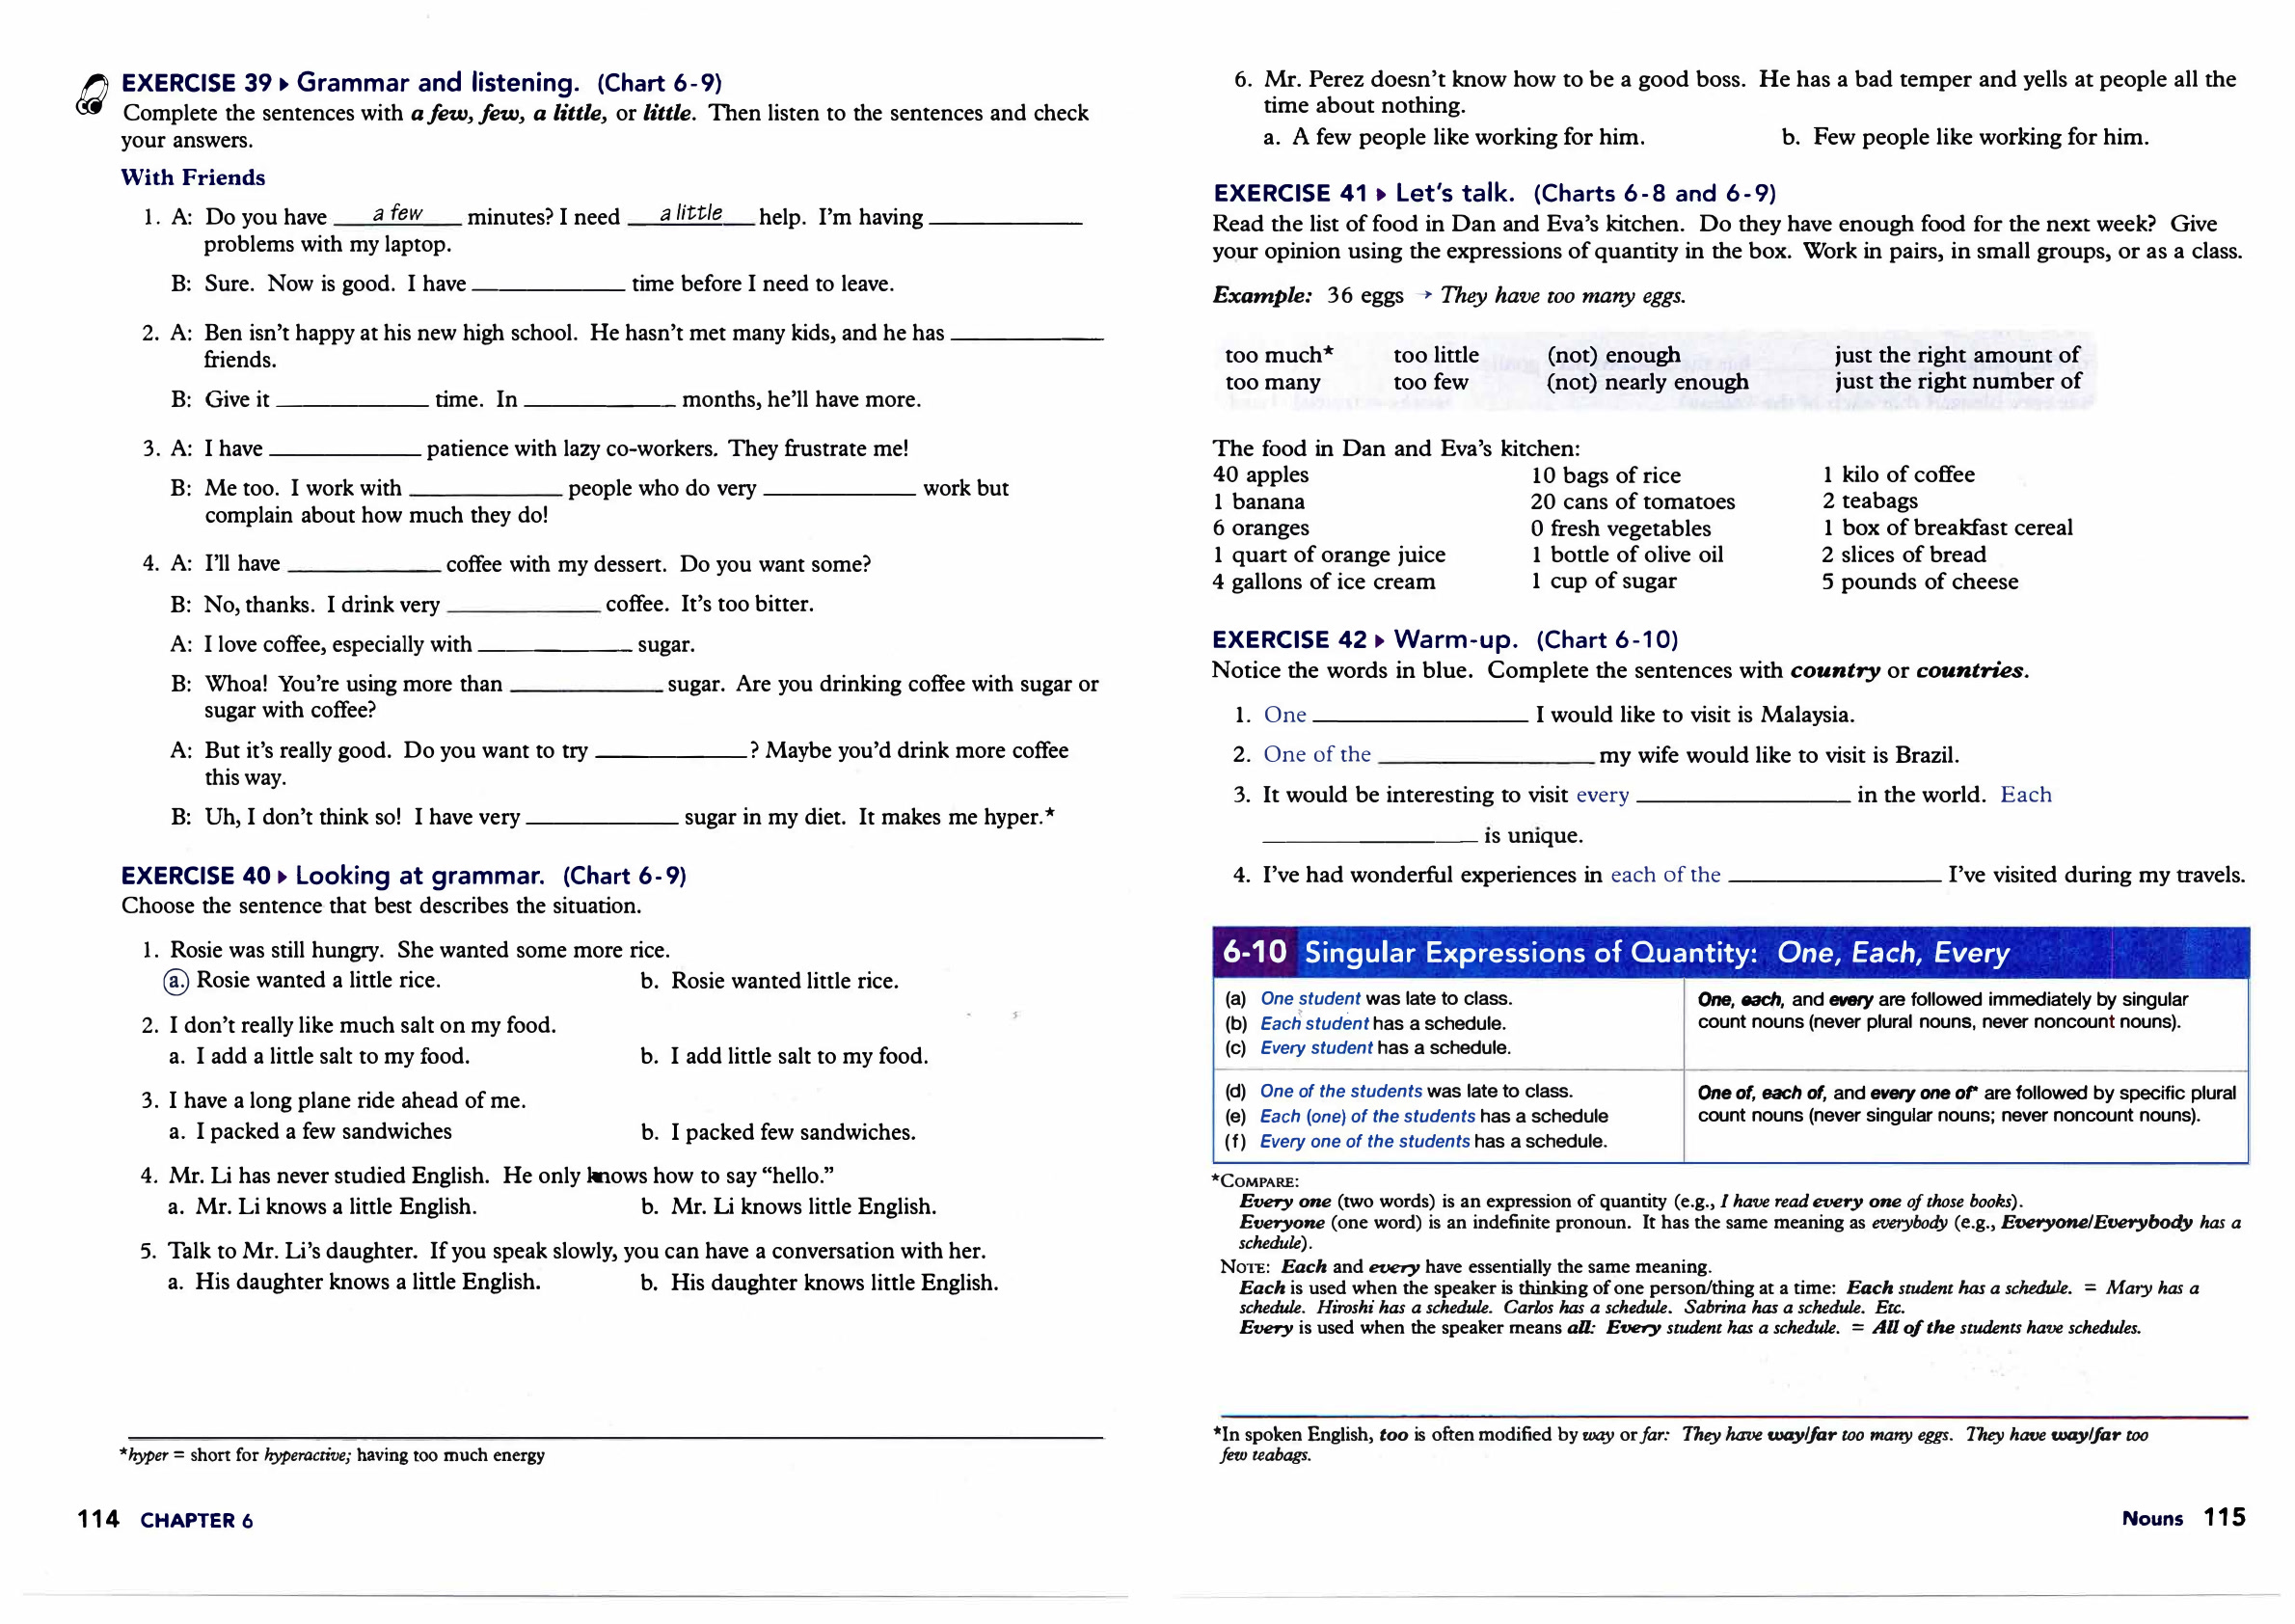 EXERCISE 39 ▸ Grammar and listening. (Chart 6-9)
Complete the sentences with a few, few, a little, or little. Then listen to the sentences and check
your answers.
With Friends
1. A: Do you have a few minutes? I need a little help. I'm having ____________
problems with my laptop.
B: Sure. Now is good. I have ____________ time before I need to leave.
2. A: Ben isn't happy at his new high school. He hasn't met many kids, and he has ____________
friends.
B: Give it ____________ time. In ____________ months, he'll have more.
3. A: I have ____________ patience with lazy co-workers. They frustrate me!
B: Me too. I work with ____________ people who do very ____________ work but
complain about how much they do!
4. A: I'll have ____________ coffee with my dessert. Do you want some?
B: No, thanks. I drink very ____________ coffee. It's too bitter.
A: I love coffee, especially with ____________ sugar.
B: Whoa! You're using more than ____________ sugar. Are you drinking coffee with sugar or
sugar with coffee?
A: But it's really good. Do you want to try ____________? Maybe you'd drink more coffee
this way.
B: Uh, I don't think so! I have very ____________ sugar in my diet. It makes me hyper.*
EXERCISE 40 ▸ Looking at grammar. (Chart 6-9)
Choose the sentence that best describes the situation.
1. Rosie was still hungry. She wanted some more rice.
a. Rosie wanted a little rice. b. Rosie wanted little rice.
2. I don't really like much salt on my food.
a. I add a little salt to my food. b. I add little salt to my food.
3. I have a long plane ride ahead of me.
a. I packed a few sandwiches b. I packed few sandwiches.
4. Mr. Li has never studied English. He only knows how to say "hello."
a. Mr. Li knows a little English. b. Mr. Li knows little English.
5. Talk to Mr. Li's daughter. If you speak slowly, you can have a conversation with her.
a. His daughter knows a little English. b. His daughter knows little English.
*hyper = short for hyperactive; having too much energy
114 CHAPTER 6
6. Mr. Perez doesn't know how to be a good boss. He has a bad temper and yells at people all the
time about nothing.
a. A few people like working for him. b. Few people like working for him.
EXERCISE 41 ▸ Let's talk. (Charts 6-8 and 6-9)
Read the list of food in Dan and Eva's kitchen. Do they have enough food for the next week? Give
your opinion using the expressions of quantity in the box. Work in pairs, in small groups, or as a class.
Example: 36 eggs → They have too many eggs.
too much* too little (not) enough just the right amount of
too many too few (not) nearly enough just the right number of
The food in Dan and Eva's kitchen:
40 apples 10 bags of rice 1 kilo of coffee
1 banana 20 cans of tomatoes 2 teabags
6 oranges 0 fresh vegetables 1 box of breakfast cereal
1 quart of orange juice 1 bottle of olive oil 2 slices of bread
4 gallons of ice cream 1 cup of sugar 5 pounds of cheese
EXERCISE 42 ▸ Warm-up. (Chart 6-10)
Notice the words in blue. Complete the sentences with country or countries.
1. One ____________ I would like to visit is Malaysia.
2. One of the ____________ my wife would like to visit is Brazil.
3. It would be interesting to visit every ____________ in the world. Each
____________ is unique.
4. I've had wonderful experiences in each of the ____________ I've visited during my travels.
6-10 Singular Expressions of Quantity: One, Each, Every
(a) One student was late to class.
(b) Each student has a schedule.
(c) Every student has a schedule.
One, each, and every are followed immediately by singular
count nouns (never plural nouns, never noncount nouns).
(d) One of the students was late to class.
(e) Each (one) of the students has a schedule
(f) Every one of the students has a schedule.
One of, each of, and every one of* are followed by specific plural
count nouns (never singular nouns; never noncount nouns).
*COMPARE:
Every one (two words) is an expression of quantity (e.g., I have read every one of those books).
Everyone (one word) is an indefinite pronoun. It has the same meaning as everybody (e.g., Everyone/Everybody has a
schedule).
NOTE: Each and every have essentially the same meaning.
Each is used when the speaker is thinking of one person/thing at a time: Each student has a schedule. = Mary has a
schedule. Hiroshi has a schedule. Carlos has a schedule. Sabrina has a schedule. Etc.
Every is used when the speaker means all: Every student has a schedule. = All of the students have schedules.
*In spoken English, too is often modified by way or far: They have way/far too many eggs. They have way/far too
few teabags.
Nouns 115